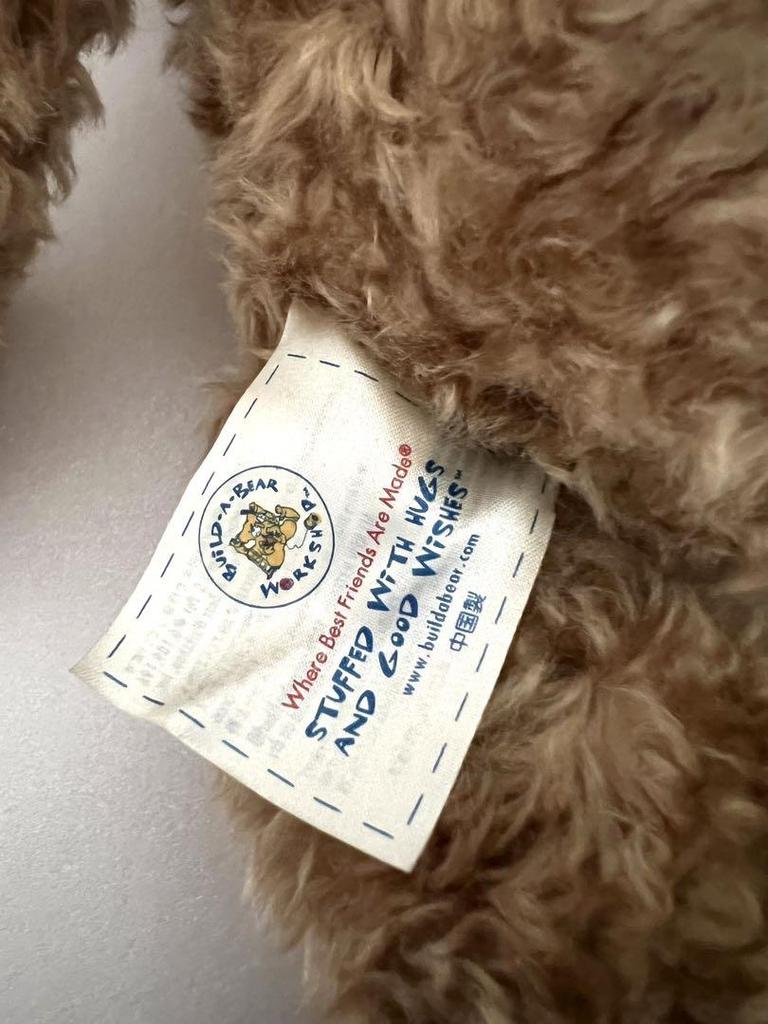 BUILD-A-BEAR
WORKSHOP™
Where Best Friends Are Made®
STUFFED WITH HUGS
AND GOOD WISHES™
www.buildabear.com
中国製